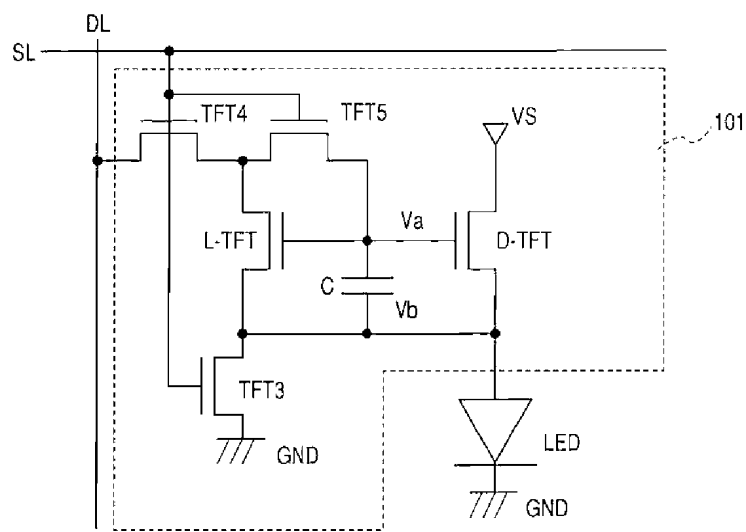 DL
SL
TFT4
TFT5
VS
101
L-TFT
Va
D-TFT
C
Vb
TFT3
GND
LED
GND